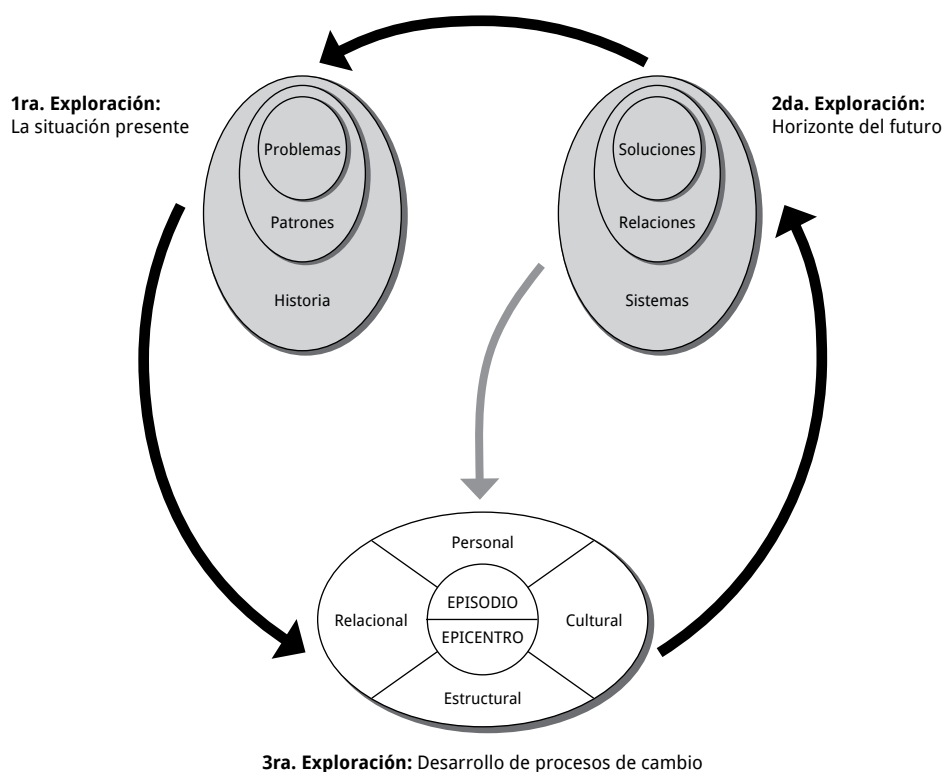 1ra. Exploración:
La situación presente
Problemas
Patrones
Historia
2da. Exploración:
Horizonte del futuro
Soluciones
Relaciones
Sistemas
Personal
Relacional
EPISODIO
EPICENTRO
Cultural
Estructural
3ra. Exploración: Desarrollo de procesos de cambio